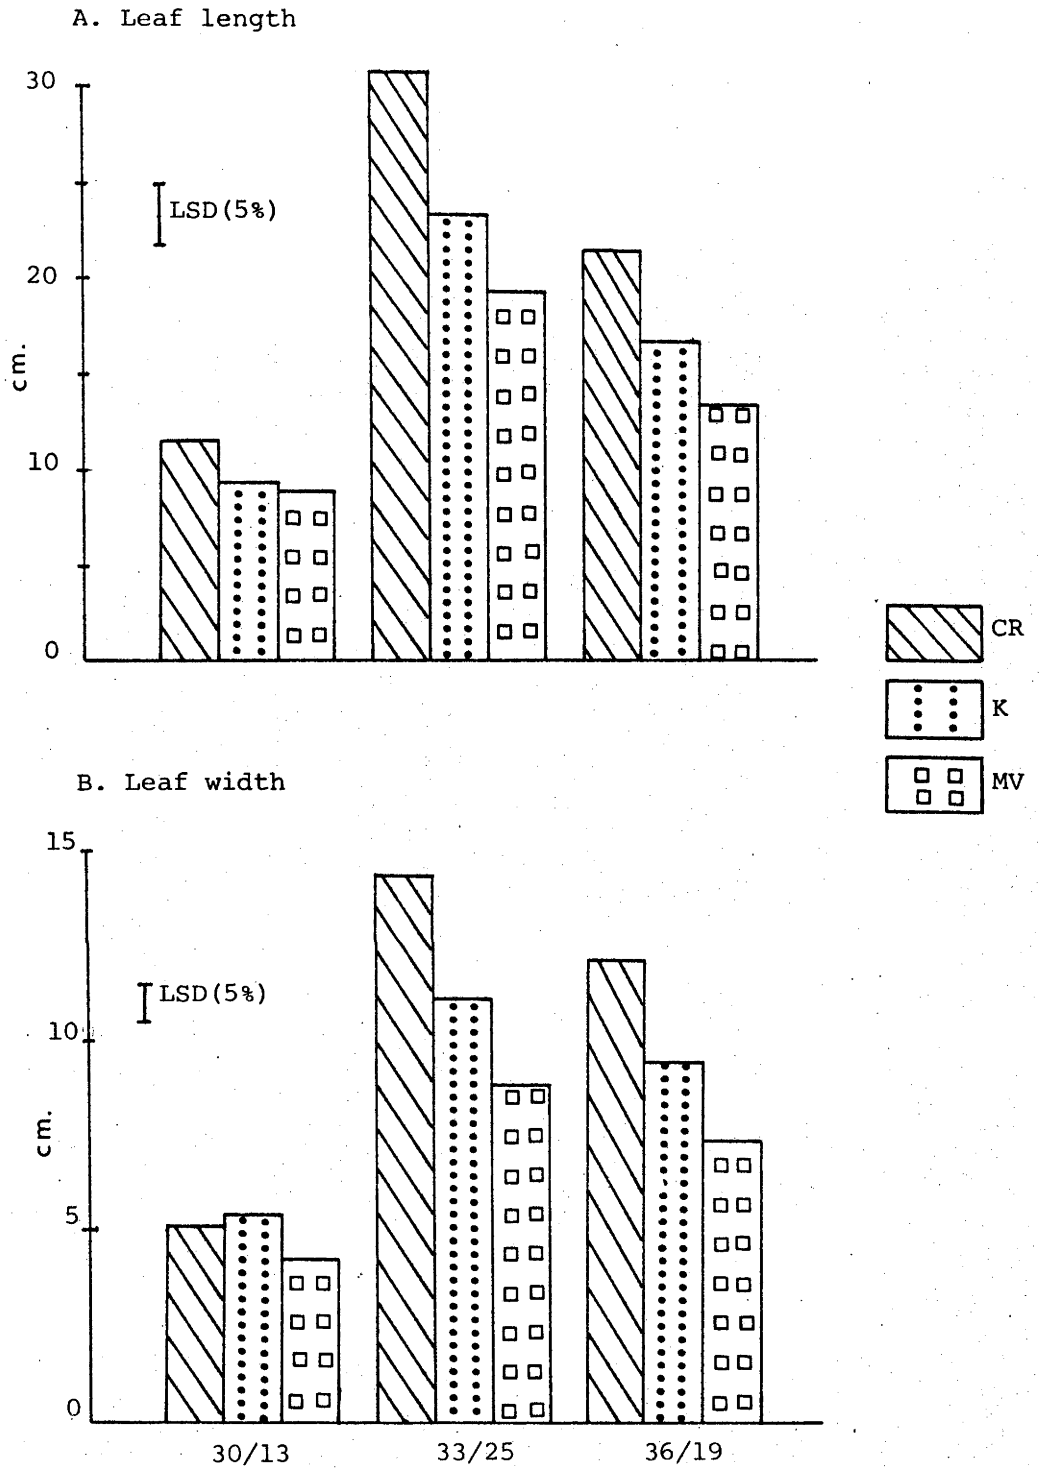 A. Leaf length
30
LSD(5%)
20
cm.
10
0
CR
K
MV
B. Leaf width
15
LSD(5%)
10
cm.
5
0
30/13
33/25
36/19